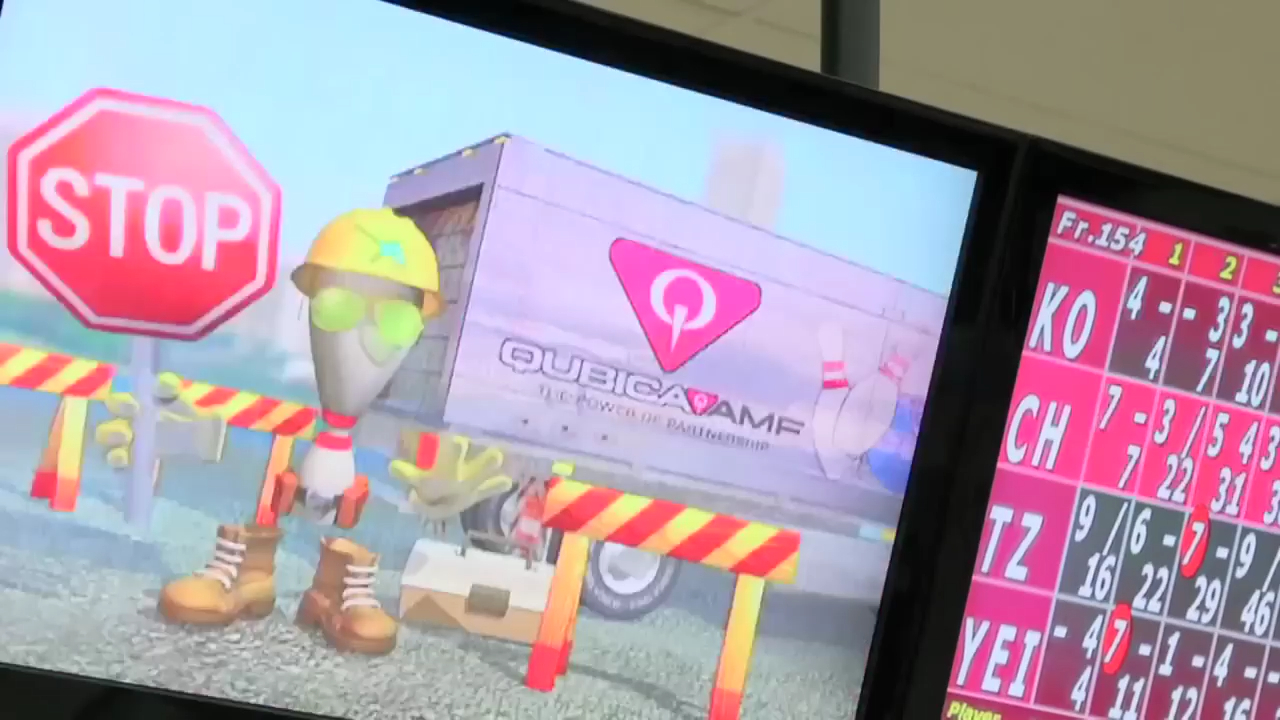 STOP
QUBICA AMF
THE POWER OF PARTNERSHIP
Fr.154 1 2
KO 4 - - 3 3 -
4 7 10
CH 7 - 3 / 5 4 3
7 22 31
TZ 9 / 6 - 7 - 9
16 22 29 46
YEI - 4 7 - 1 - 4 -
4 11 12 16
Player